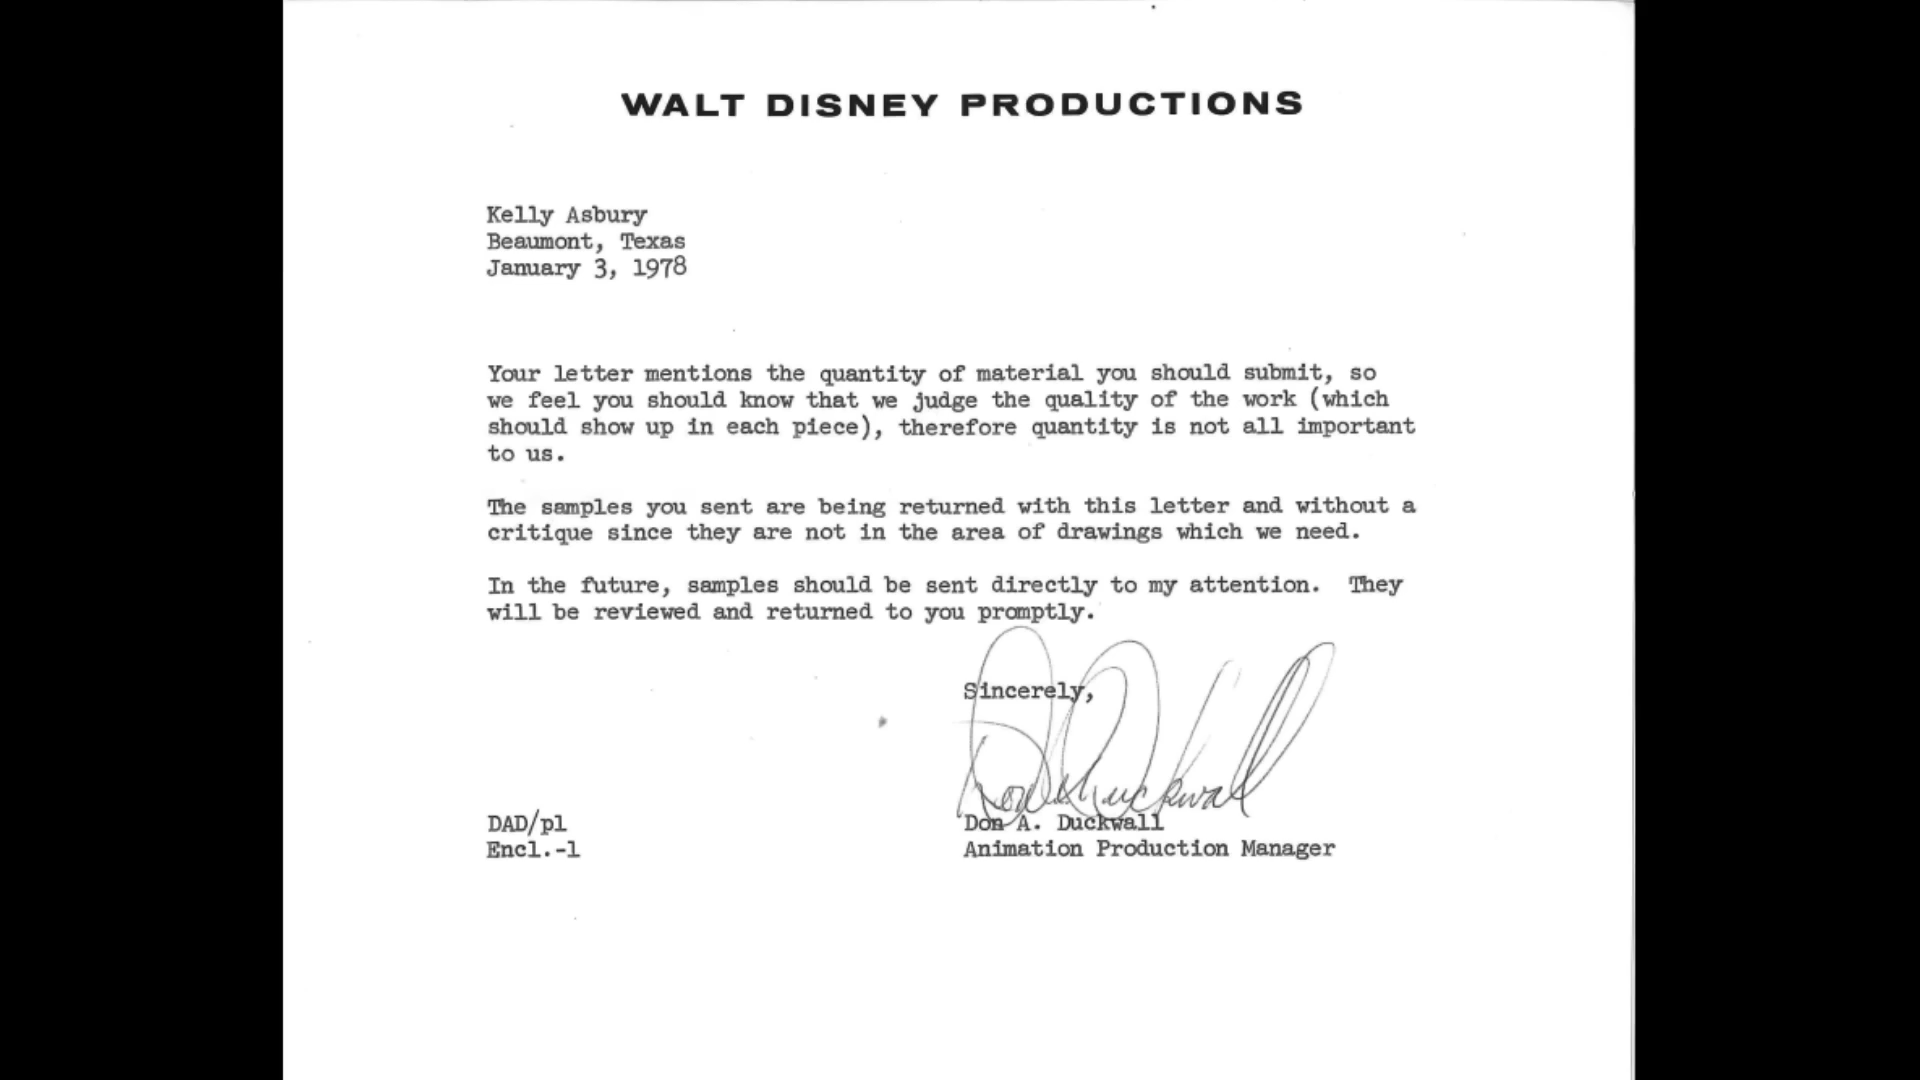 WALT DISNEY PRODUCTIONS
Kelly Asbury
Beaumont, Texas
January 3, 1978
Your letter mentions the quantity of material you should submit, so
we feel you should know that we judge the quality of the work (which
should show up in each piece), therefore quantity is not all important
to us.
The samples you sent are being returned with this letter and without a
critique since they are not in the area of drawings which we need.
In the future, samples should be sent directly to my attention. They
will be reviewed and returned to you promptly.
Sincerely,
Don Duckwall
DAD/pl
Don A. Duckwall
Encl.-1
Animation Production Manager